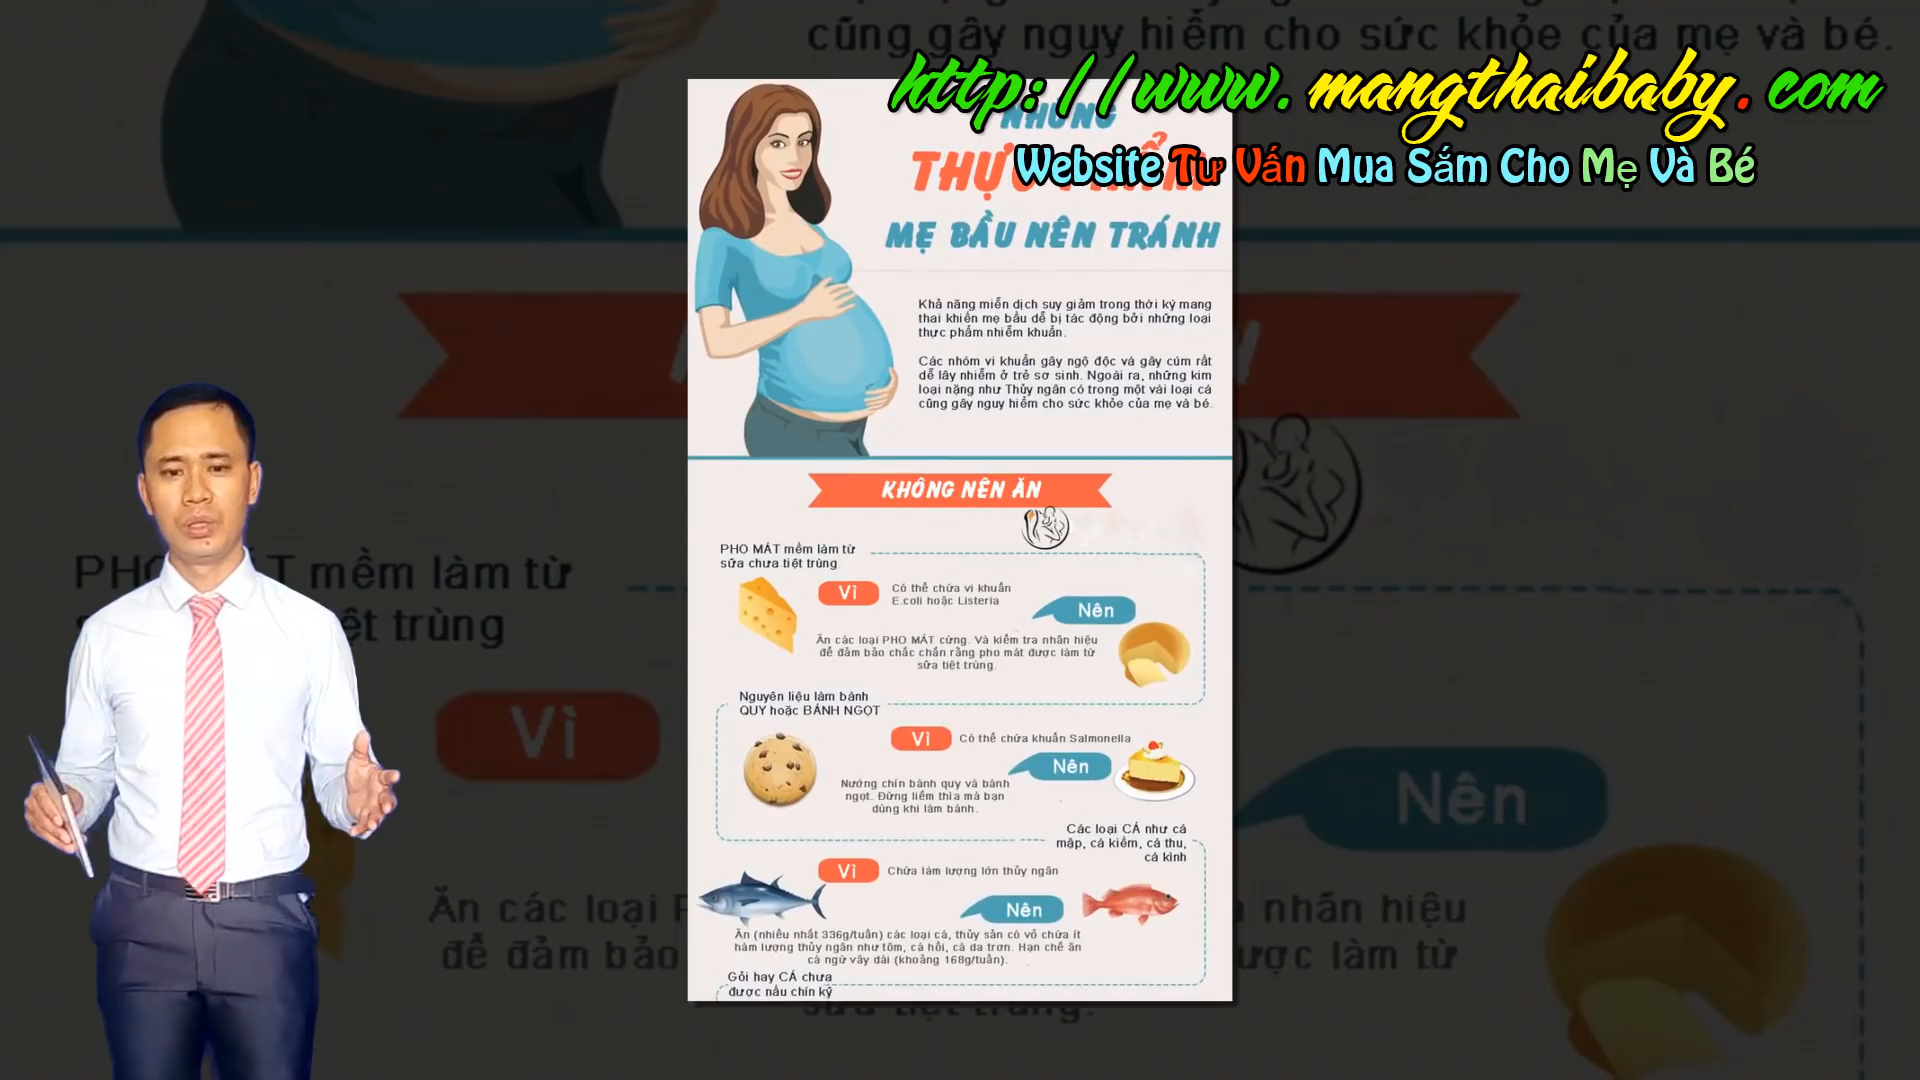 cũng gây nguy hiểm cho sức khỏe của mẹ và bé.
http://www.mangthaibaby.com
NHỮNG
Website Tư Vấn Mua Sắm Cho Mẹ Và Bé
MẸ BẦU NÊN TRÁNH
Khả năng miễn dịch suy giảm trong thời kỳ mang
thai khiến mẹ bầu dễ bị tác động bởi những loại
thực phẩm nhiễm khuẩn.
Các nhóm vi khuẩn gây ngộ độc và gây cúm rất
dễ lây nhiễm ở trẻ sơ sinh. Ngoài ra, những kim
loại nặng như Thủy ngân có trong một vài loại cá
cũng gây nguy hiểm cho sức khỏe của mẹ và bé.
KHÔNG NÊN ĂN
PHO MÁT mềm làm từ
sữa chưa tiệt trùng
Vì
Có thể chứa vi khuẩn
E.coli hoặc Listeria
Nên
Ăn các loại PHO MÁT cứng. Và kiểm tra nhãn hiệu
để đảm bảo chắc chắn rằng pho mát được làm từ
sữa tiệt trùng.
Nguyên liệu làm bánh
QUY hoặc BÁNH NGỌT
Vì
Có thể chứa khuẩn Salmonella
Nên
Nướng chín bánh quy và bánh
ngọt. Đừng liếm thìa mà bạn
dùng khi làm bánh.
Các loại CÁ như cá
mập, cá kiếm, cá thu,
cá kình
Vì
Chứa làm lượng lớn thủy ngân
Nên
Ăn (nhiều nhất 336g/tuần) các loại cá, thủy sản có vỏ chứa ít
hàm lượng thủy ngân như tôm, cá hồi, cá da trơn. Hạn chế ăn
cá ngừ vây dài (khoảng 168g/tuần).
Gỏi hay CÁ chưa
được nấu chín kỹ
mềm làm từ
ệt trùng
Vì
Nên
Ăn các loại
nhãn hiệu
để đảm bảo
ược làm từ